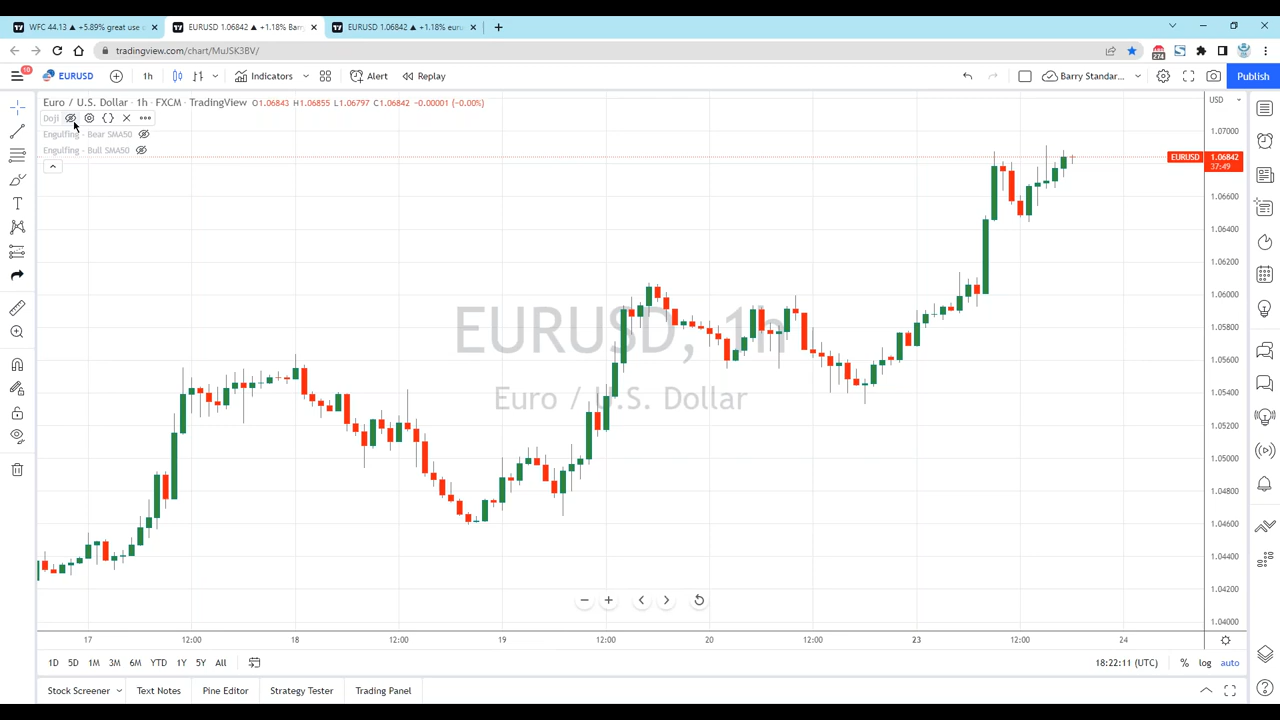 WFC 44.13 ▲ +5.89% great use o
EURUSD 1.06842 ▲ +1.18% Barr
EURUSD 1.06842 ▲ +1.18% euru
tradingview.com/chart/MuJSK3BV/
274
10
EURUSD
1h
Indicators
Alert
Replay
Barry Standar...
Publish
Euro / U.S. Dollar · 1h · FXCM · TradingView O1.06843 H1.06855 L1.06797 C1.06842 -0.00001 (-0.00%)
USD
Doji
Engulfing - Bear SMA50
Engulfing - Bull SMA50
1.07000
EURUSD 1.06842
37:49
1.06600
1.06400
1.06200
1.06000
1.05800
1.05600
1.05400
1.05200
1.05000
1.04800
1.04600
1.04400
1.04200
1.04000
EURUSD, 1h
Euro / U.S. Dollar
17 12:00 18 12:00 19 12:00 20 12:00 23 12:00 24
1D 5D 1M 3M 6M YTD 1Y 5Y All
18:22:11 (UTC) % log auto
Stock Screener Text Notes Pine Editor Strategy Tester Trading Panel